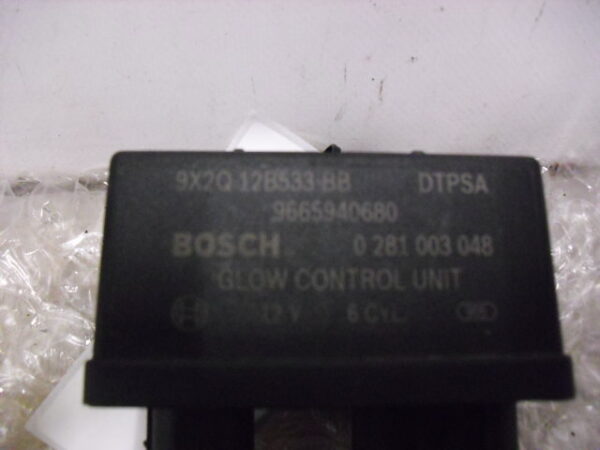 9X2Q 12B533 BB DTPSA
9665940680
BOSCH 0 281 003 048
GLOW CONTROL UNIT
12 V 6 CYL